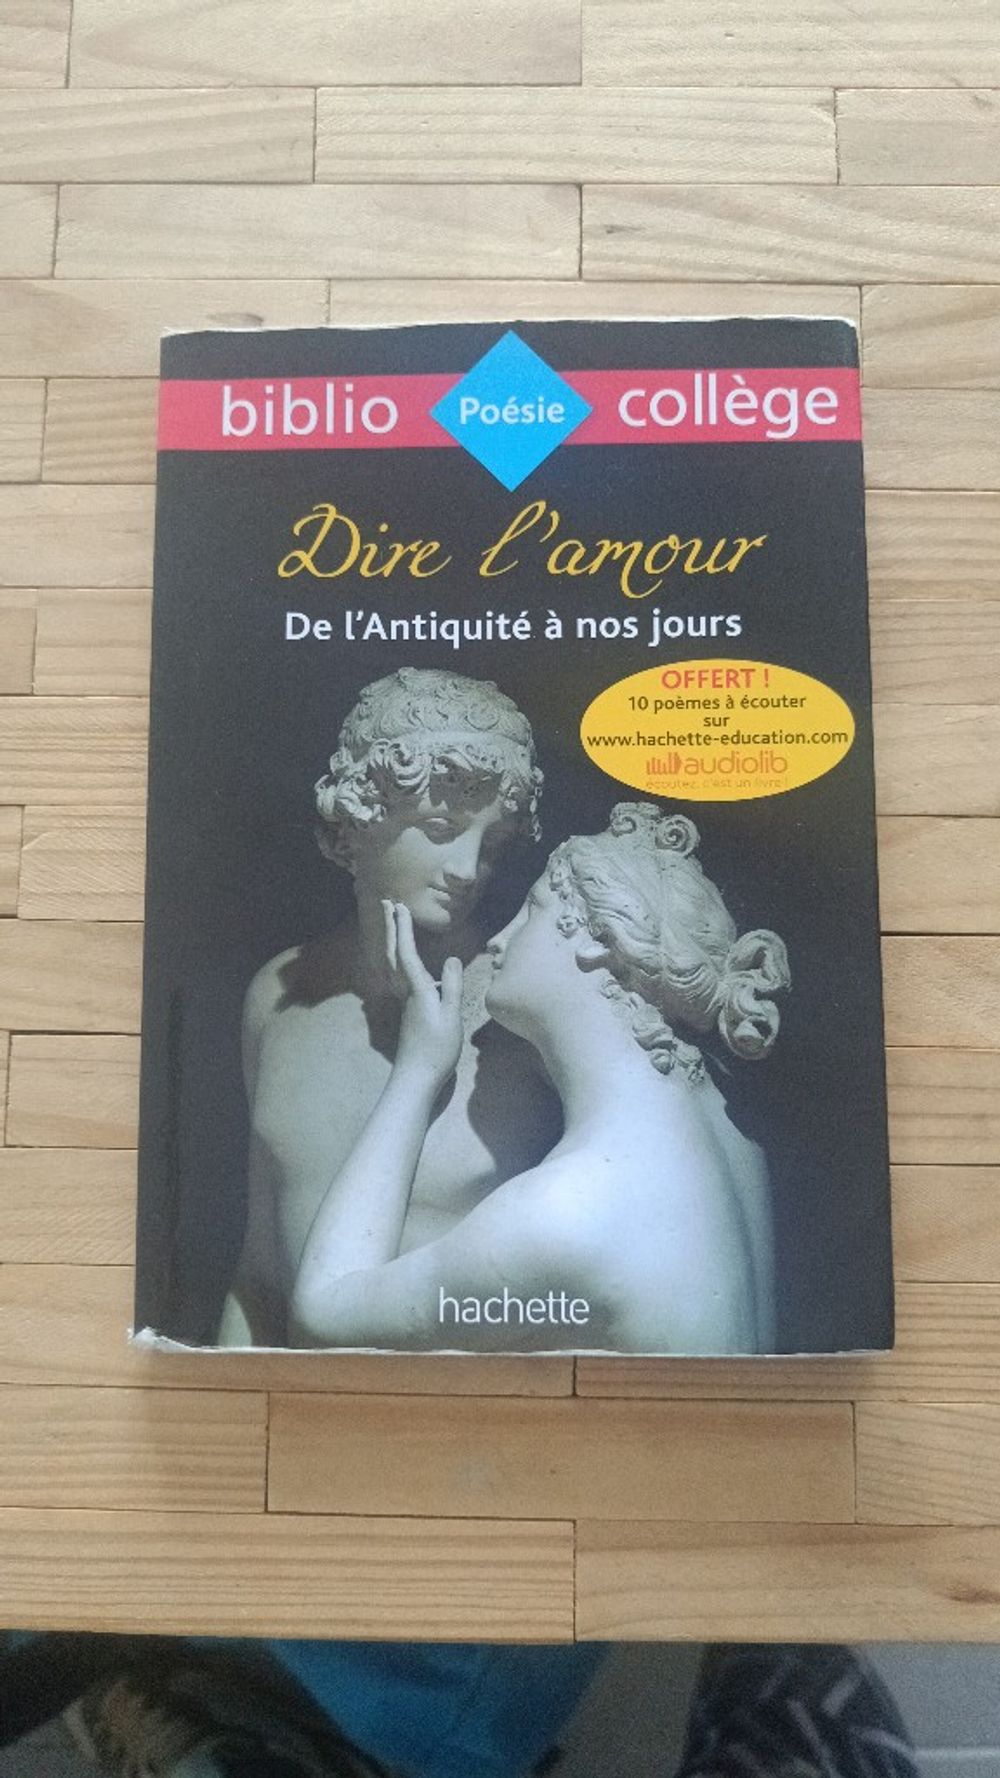 biblio Poésie collège
Dire l'amour
De l'Antiquité à nos jours
OFFERT !
10 poèmes à écouter
sur
www.hachette-education.com
audiolib
écoutez, c'est un livre !
hachette